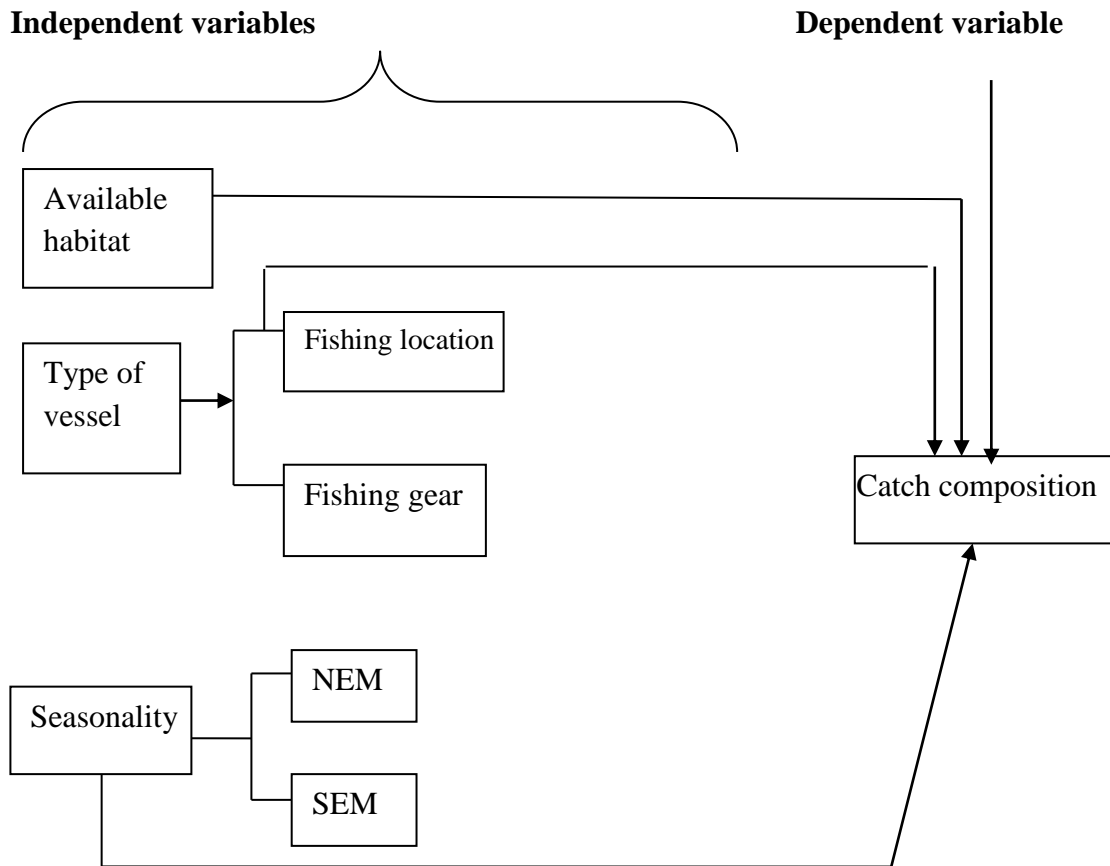 Independent variables
Dependent variable
Available
habitat
Fishing location
Type of
vessel
Fishing gear
Catch composition
NEM
Seasonality
SEM